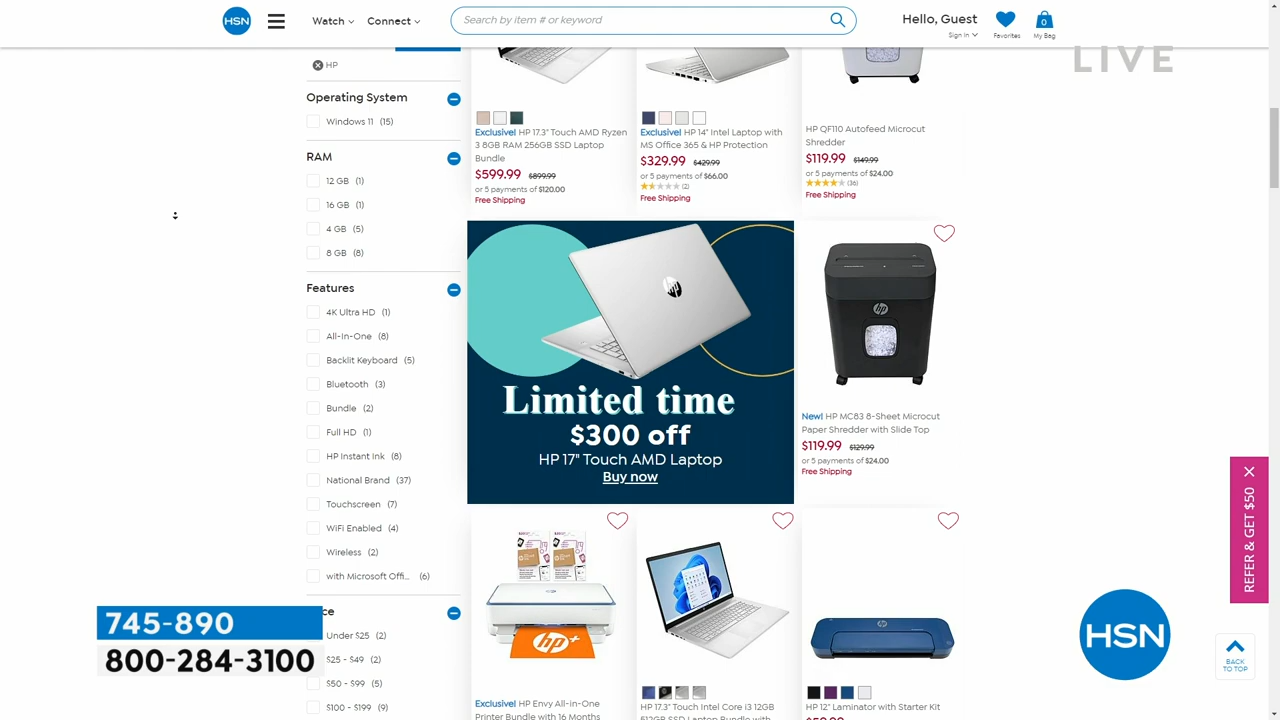 HSN
Watch
Connect
Search by item # or keyword
Hello, Guest
Sign In
Favorites
0
My Bag
LIVE
HP
Operating System
Windows 11 (15)
RAM
12 GB (1)
16 GB (1)
4 GB (5)
8 GB (8)
Features
4K Ultra HD (1)
All-In-One (8)
Backlit Keyboard (5)
Bluetooth (3)
Bundle (2)
Full HD (1)
HP Instant Ink (8)
National Brand (37)
Touchscreen (7)
WiFi Enabled (4)
Wireless (2)
with Microsoft Offi... (6)
ce
Under $25 (2)
$25 - $49 (2)
$50 - $99 (5)
$100 - $199 (9)
Exclusive! HP 17.3" Touch AMD Ryzen
3 8GB RAM 256GB SSD Laptop
Bundle
$599.99 $899.99
or 5 payments of $120.00
Free Shipping
Exclusive! HP 14" Intel Laptop with
MS Office 365 & HP Protection
$329.99 $429.99
or 5 payments of $66.00
(2)
Free Shipping
HP QF110 Autofeed Microcut
Shredder
$119.99 $149.99
or 5 payments of $24.00
(36)
Free Shipping
hp
Limited time
$300 off
HP 17" Touch AMD Laptop
Buy now
hp
New! HP MC83 8-Sheet Microcut
Paper Shredder with Slide Top
$119.99 $129.99
or 5 payments of $24.00
Free Shipping
hp+
Exclusive! HP Envy All-in-One
Printer Bundle with 16 Months
HP 17.3" Touch Intel Core i3 12GB
512GB SSD Laptop Bundle with
hp
HP 12" Laminator with Starter Kit
REFER & GET $50
745-890
800-284-3100
HSN
BACK
TO TOP